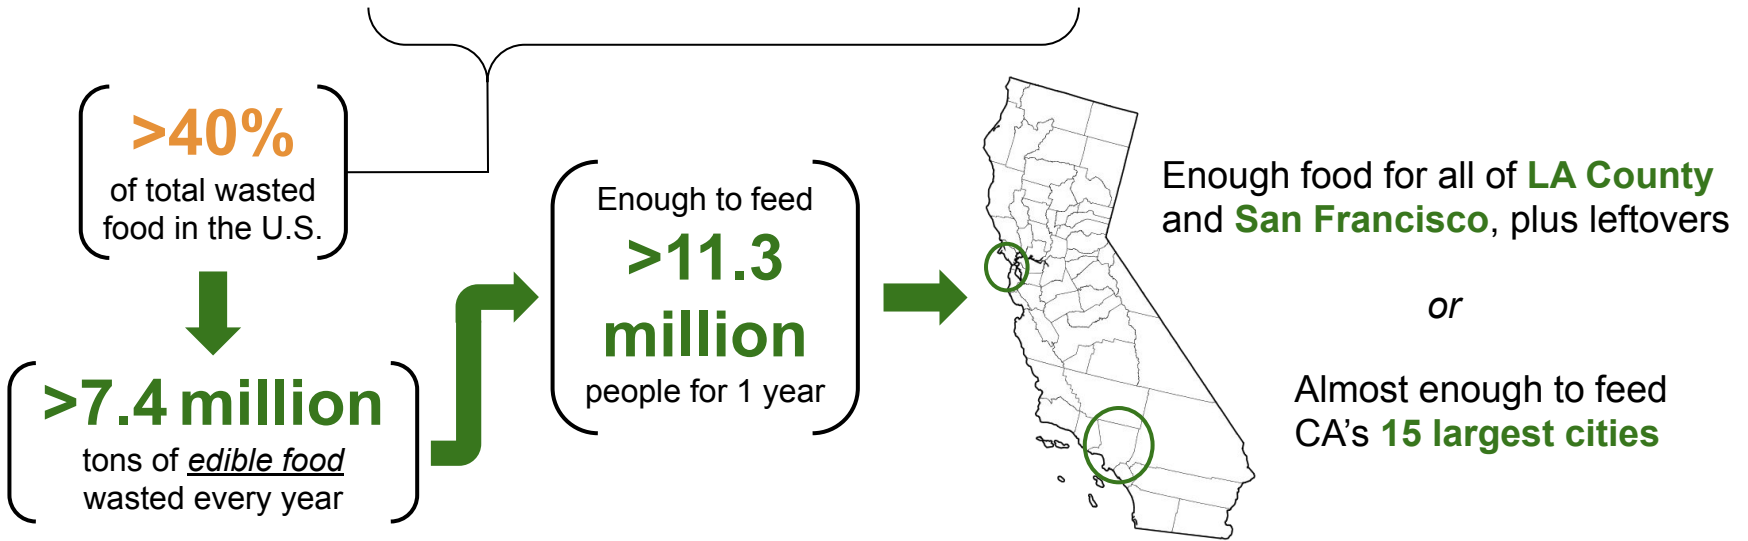 >40%
of total wasted
food in the U.S.
>7.4 million
tons of edible food
wasted every year
Enough to feed
>11.3
million
people for 1 year
Enough food for all of LA County
and San Francisco, plus leftovers
or
Almost enough to feed
CA’s 15 largest cities